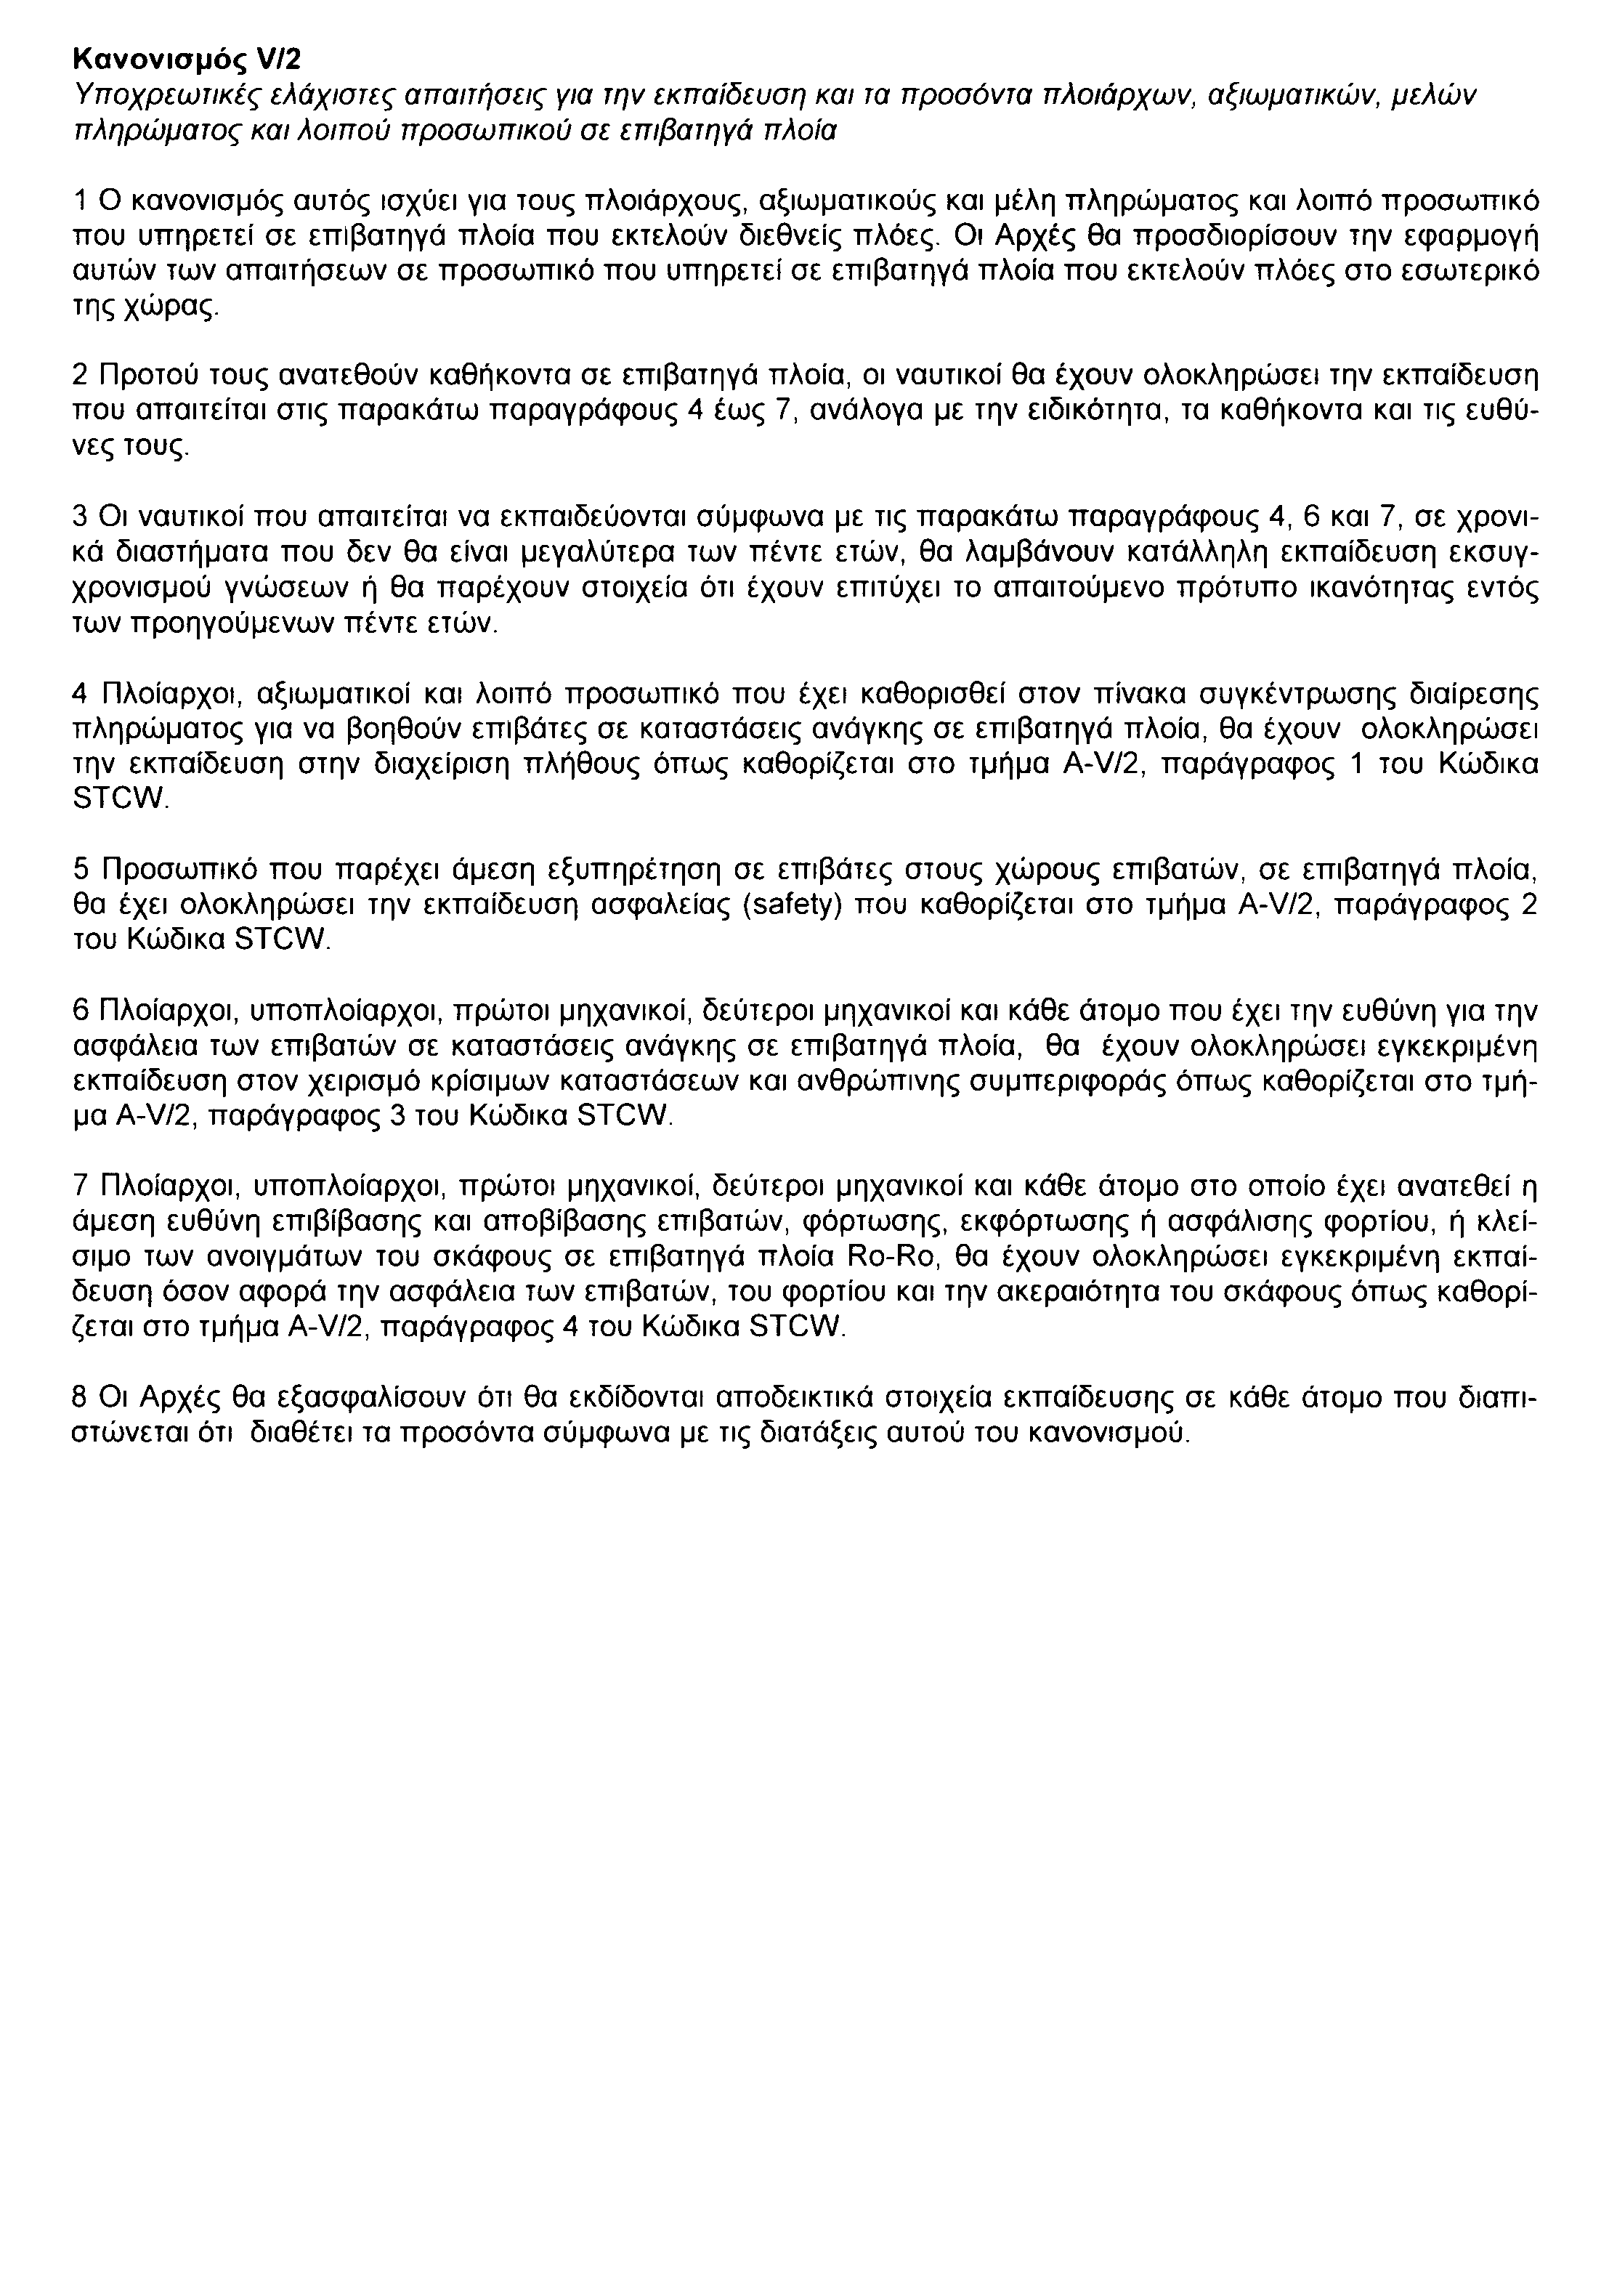 Κανονισμός V/2
Υποχρεωτικές ελάχιστες απαιτήσεις για την εκπαίδευση και τα προσόντα πλοιάρχων, αξιωματικών, μελών
πληρώματος και λοιπού προσωπικού σε επιβατηγά πλοία
1 Ο κανονισμός αυτός ισχύει για τους πλοιάρχους, αξιωματικούς και μέλη πληρώματος και λοιπό προσωπικό
που υπηρετεί σε επιβατηγά πλοία που εκτελούν διεθνείς πλόες. Οι Αρχές θα προσδιορίσουν την εφαρμογή
αυτών των απαιτήσεων σε προσωπικό που υπηρετεί σε επιβατηγά πλοία που εκτελούν πλόες στο εσωτερικό
της χώρας.
2 Προτού τους ανατεθούν καθήκοντα σε επιβατηγά πλοία, οι ναυτικοί θα έχουν ολοκληρώσει την εκπαίδευση
που απαιτείται στις παρακάτω παραγράφους 4 έως 7, ανάλογα με την ειδικότητα, τα καθήκοντα και τις ευθύ-
νες τους.
3 Οι ναυτικοί που απαιτείται να εκπαιδεύονται σύμφωνα με τις παρακάτω παραγράφους 4, 6 και 7, σε χρονι-
κά διαστήματα που δεν θα είναι μεγαλύτερα των πέντε ετών, θα λαμβάνουν κατάλληλη εκπαίδευση εκσυγ-
χρονισμού γνώσεων ή θα παρέχουν στοιχεία ότι έχουν επιτύχει το απαιτούμενο πρότυπο ικανότητας εντός
των προηγούμενων πέντε ετών.
4 Πλοίαρχοι, αξιωματικοί και λοιπό προσωπικό που έχει καθορισθεί στον πίνακα συγκέντρωσης διαίρεσης
πληρώματος για να βοηθούν επιβάτες σε καταστάσεις ανάγκης σε επιβατηγά πλοία, θα έχουν ολοκληρώσει
την εκπαίδευση στην διαχείριση πλήθους όπως καθορίζεται στο τμήμα A-V/2, παράγραφος 1 του Κώδικα
STCW.
5 Προσωπικό που παρέχει άμεση εξυπηρέτηση σε επιβάτες στους χώρους επιβατών, σε επιβατηγά πλοία,
θα έχει ολοκληρώσει την εκπαίδευση ασφαλείας (safety) που καθορίζεται στο τμήμα A-V/2, παράγραφος 2
του Κώδικα STCW.
6 Πλοίαρχοι, υποπλοίαρχοι, πρώτοι μηχανικοί, δεύτεροι μηχανικοί και κάθε άτομο που έχει την ευθύνη για την
ασφάλεια των επιβατών σε καταστάσεις ανάγκης σε επιβατηγά πλοία, θα έχουν ολοκληρώσει εγκεκριμένη
εκπαίδευση στον χειρισμό κρίσιμων καταστάσεων και ανθρώπινης συμπεριφοράς όπως καθορίζεται στο τμή-
μα A-V/2, παράγραφος 3 του Κώδικα STCW.
7 Πλοίαρχοι, υποπλοίαρχοι, πρώτοι μηχανικοί, δεύτεροι μηχανικοί και κάθε άτομο στο οποίο έχει ανατεθεί η
άμεση ευθύνη επιβίβασης και αποβίβασης επιβατών, φόρτωσης, εκφόρτωσης ή ασφάλισης φορτίου, ή κλεί-
σιμο των ανοιγμάτων του σκάφους σε επιβατηγά πλοία Ro-Ro, θα έχουν ολοκληρώσει εγκεκριμένη εκπαί-
δευση όσον αφορά την ασφάλεια των επιβατών, του φορτίου και την ακεραιότητα του σκάφους όπως καθορί-
ζεται στο τμήμα A-V/2, παράγραφος 4 του Κώδικα STCW.
8 Οι Αρχές θα εξασφαλίσουν ότι θα εκδίδονται αποδεικτικά στοιχεία εκπαίδευσης σε κάθε άτομο που διαπι-
στώνεται ότι διαθέτει τα προσόντα σύμφωνα με τις διατάξεις αυτού του κανονισμού.